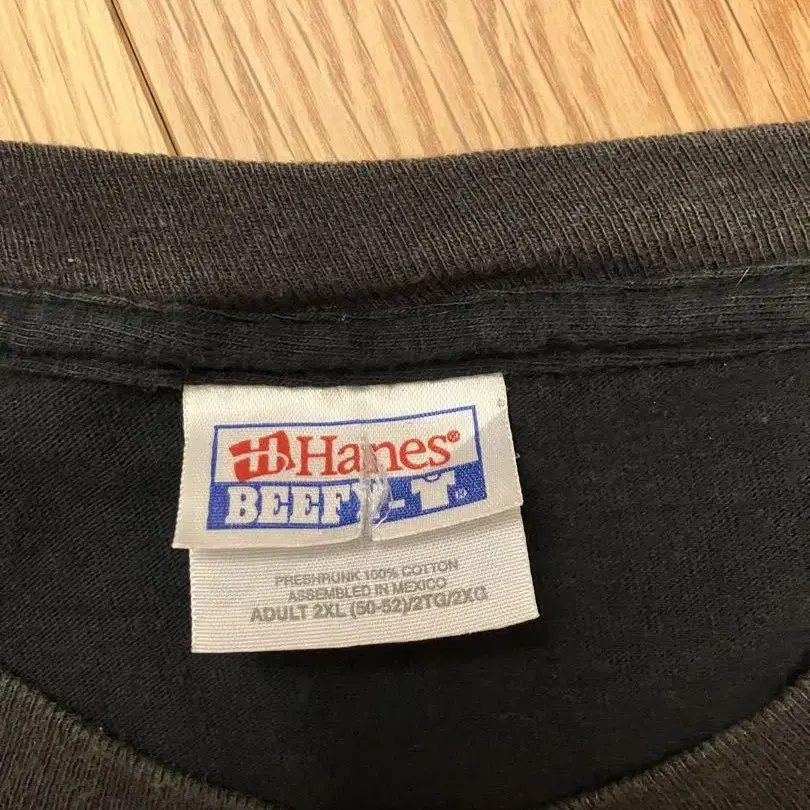 Hanes®
BEEFY-T®
PRESHRUNK 100% COTTON
ASSEMBLED IN MEXICO
ADULT 2XL (50-52)/2TG/2XG